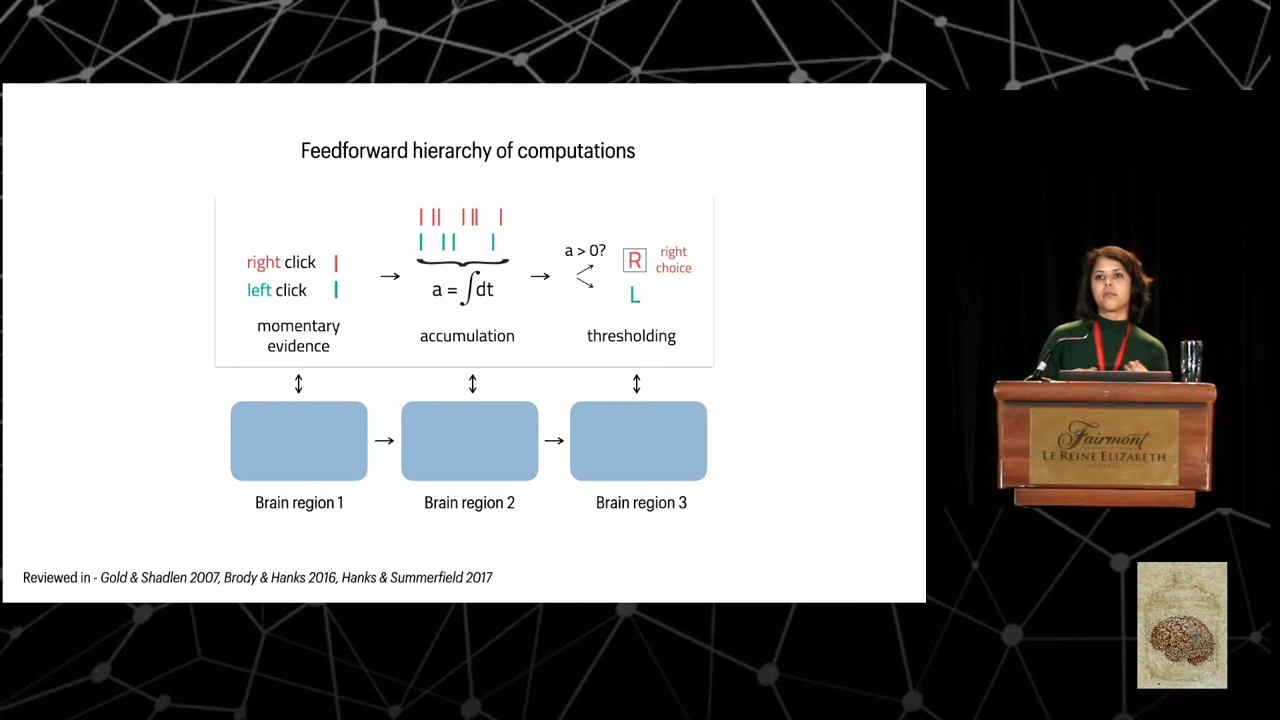 Feedforward hierarchy of computations
right click
left click
momentary
evidence
a = ∫dt
accumulation
a > 0?
R
right
choice
L
thresholding
Brain region 1
Brain region 2
Brain region 3
Reviewed in - Gold & Shadlen 2007, Brody & Hanks 2016, Hanks & Summerfield 2017
Fairmont
LE REINE ELIZABETH